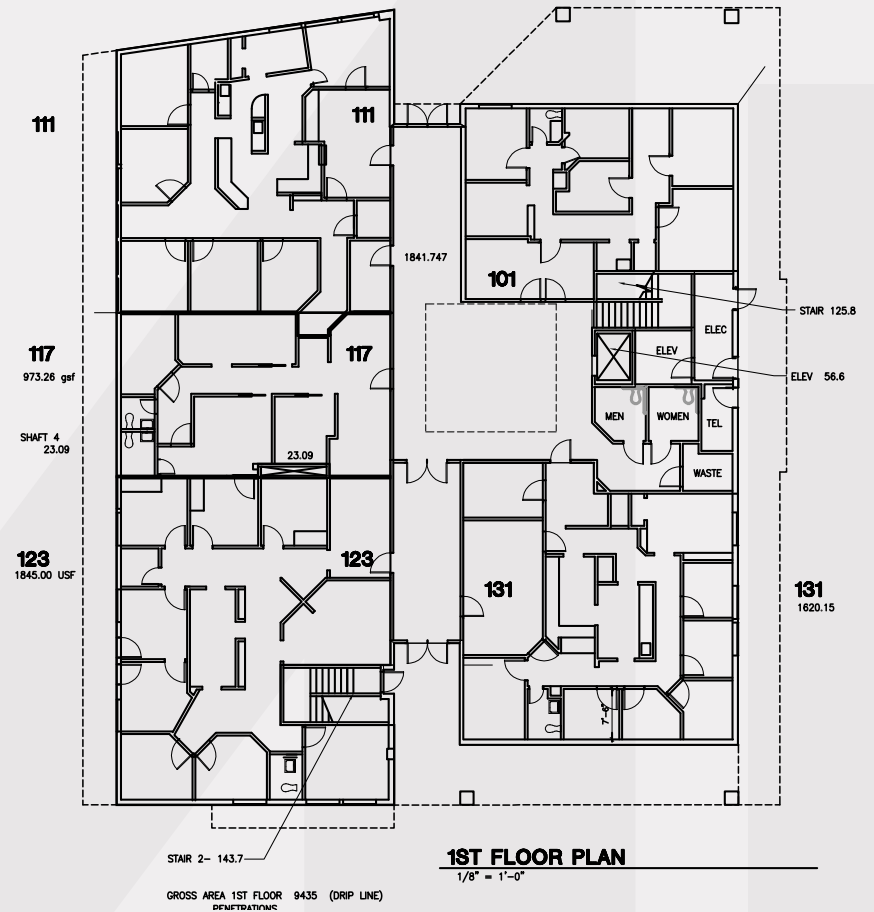 111
111
1841.747
101
STAIR 125.8
ELEC
117
117
973.26 gsf
ELEV
ELEV 56.6
MEN
WOMEN
TEL
SHAFT 4
23.09
23.09
WASTE
123
1845.00 USF
123
131
131
1620.15
7'-6"
STAIR 2- 143.7
1ST FLOOR PLAN
1/8" = 1'-0"
GROSS AREA 1ST FLOOR 9435 (DRIP LINE)
PENETRATIONS